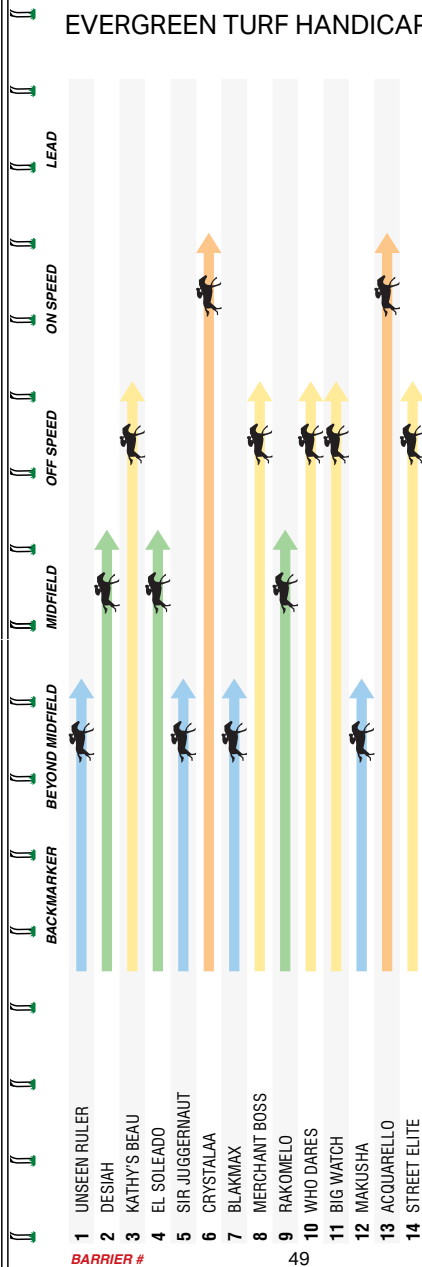 EVERGREEN TURF HANDICAP
LEAD
ON SPEED
OFF SPEED
MIDFIELD
BEYOND MIDFIELD
BACKMARKER
1 UNSEEN RULER
2 DESIAH
3 KATHY'S BEAU
4 EL SOLEADO
5 SIR JUGGERNAUT
6 CRYSTALAA
7 BLAKMAX
8 MERCHANT BOSS
9 RAKOMELO
10 WHO DARES
11 BIG WATCH
12 MAKUSHA
13 ACQUARELLO
14 STREET ELITE
BARRIER #
49